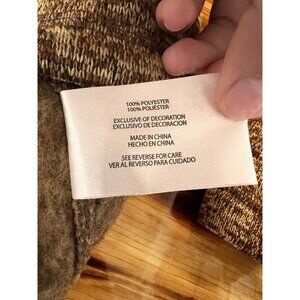 100% POLYESTER
100% POLIÉSTER
EXCLUSIVE OF DECORATION
EXCLUSIVO DE DECORACION
MADE IN CHINA
HECHO EN CHINA
SEE REVERSE FOR CARE
VER AL REVERSO PARA CUIDADO